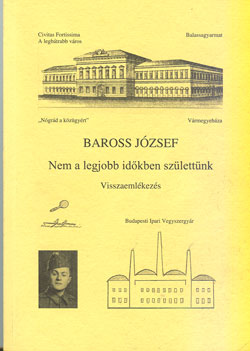 Civitas Fortissima
A legbátrabb város
Balassagyarmat
„Nógrád a közügyért"
Vármegyeháza
BAROSS JÓZSEF
Nem a legjobb időkben születtünk
Visszaemlékezés
Budapesti Ipari Vegyszergyár